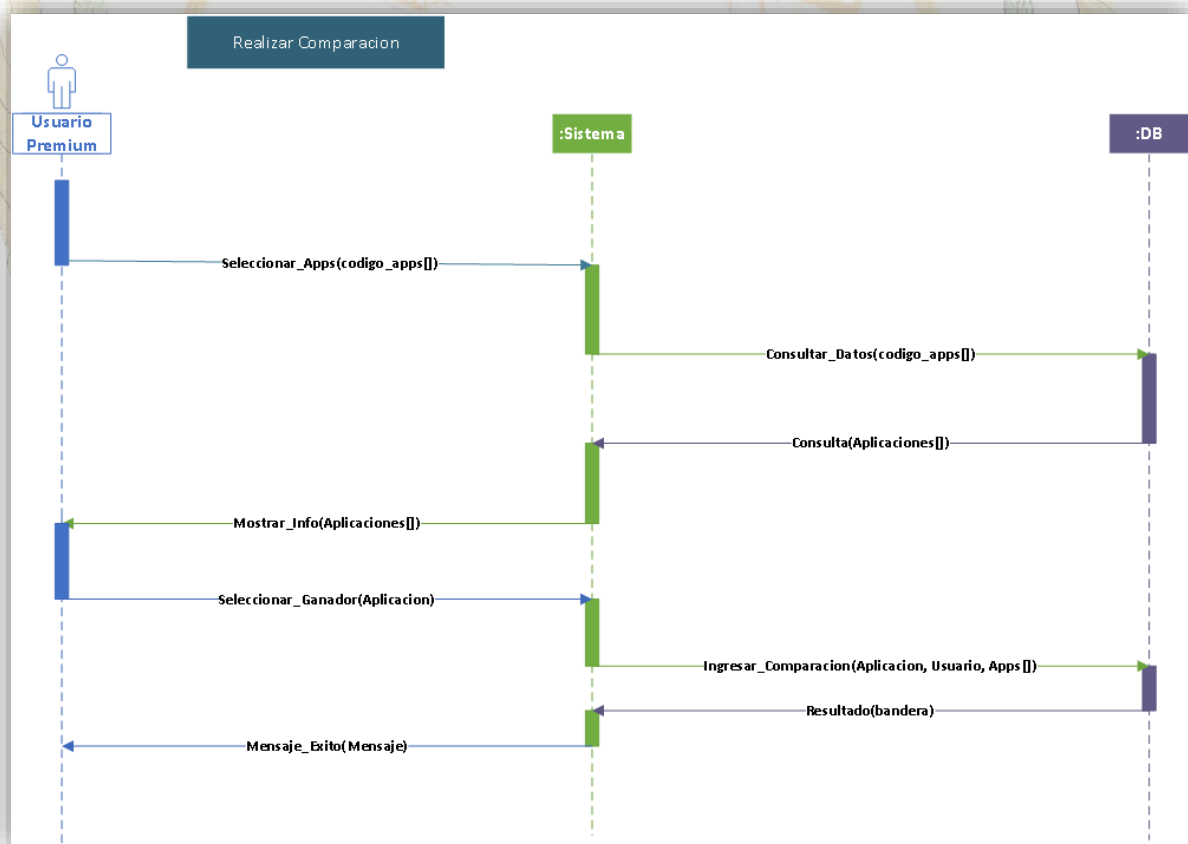 Realizar Comparacion
Usuario
Premium
:Sistema
:DB
Seleccionar_Apps(codigo_apps[])
Consultar_Datos(codigo_apps[])
Consulta(Aplicaciones[])
Mostrar_Info(Aplicaciones[])
Seleccionar_Ganador(Aplicacion)
Ingresar_Comparacion(Aplicacion, Usuario, Apps[])
Resultado(bandera)
Mensaje_Exito(Mensaje)